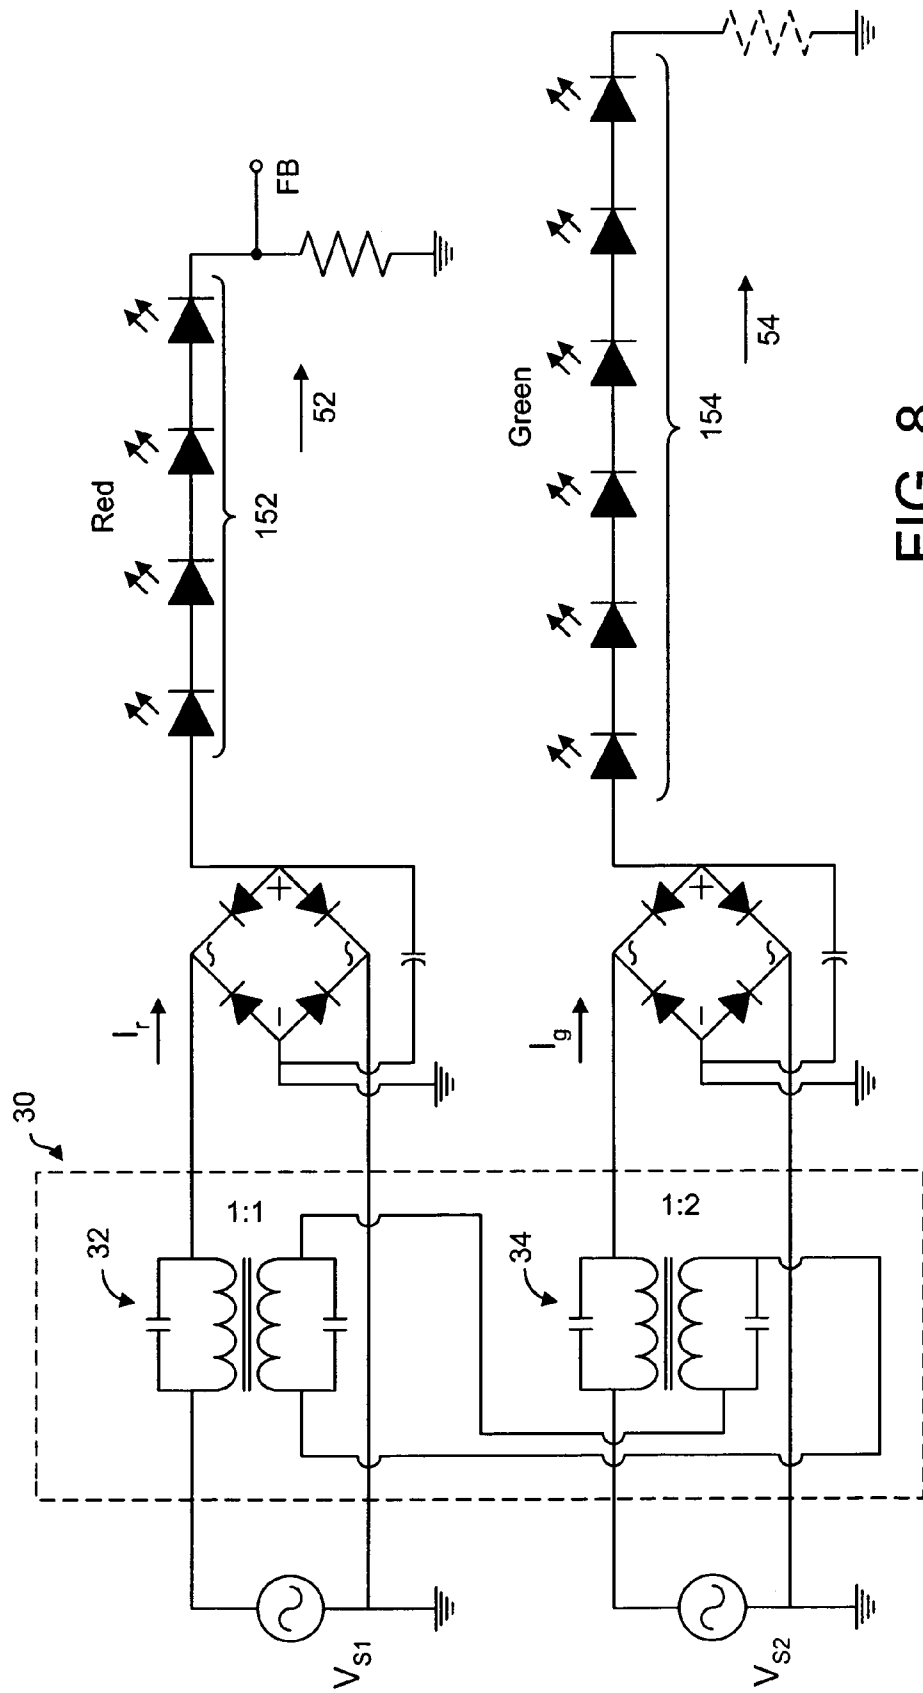 30
32
1:1
I_r
Red
152
52
FB
V_S1
34
1:2
I_g
Green
154
54
V_S2
+
−
+
−
FIG. 8